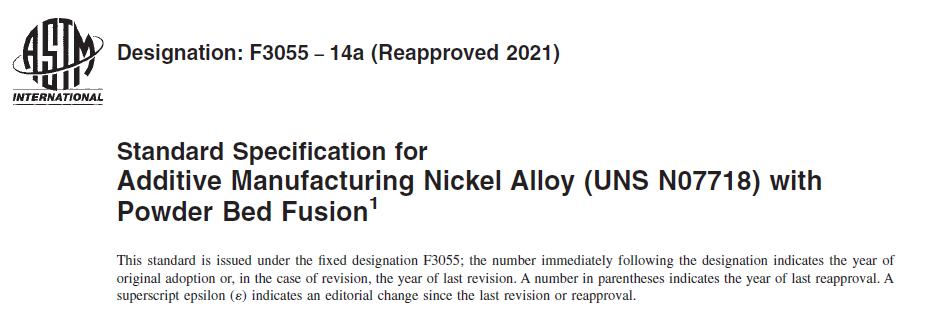 ASTM
INTERNATIONAL
Designation: F3055 – 14a (Reapproved 2021)
Standard Specification for
Additive Manufacturing Nickel Alloy (UNS N07718) with
Powder Bed Fusion1
This standard is issued under the fixed designation F3055; the number immediately following the designation indicates the year of
original adoption or, in the case of revision, the year of last revision. A number in parentheses indicates the year of last reapproval. A
superscript epsilon (ε) indicates an editorial change since the last revision or reapproval.